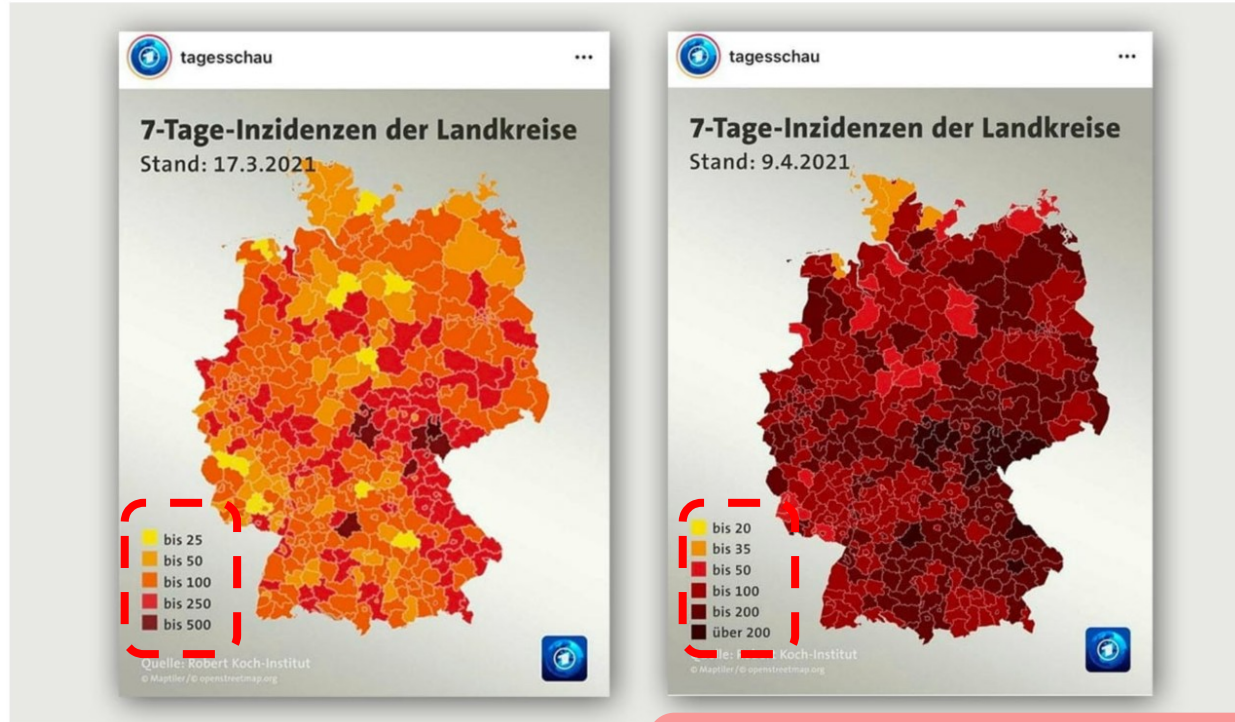 tagesschau
7-Tage-Inzidenzen der Landkreise
Stand: 17.3.2021
bis 25
bis 50
bis 100
bis 250
bis 500
Quelle: Robert Koch-Institut
© Maptiler/© openstreetmap.org
tagesschau
7-Tage-Inzidenzen der Landkreise
Stand: 9.4.2021
bis 20
bis 35
bis 50
bis 100
bis 200
über 200
Robert Koch-Institut
© Maptiler/© openstreetmap.org